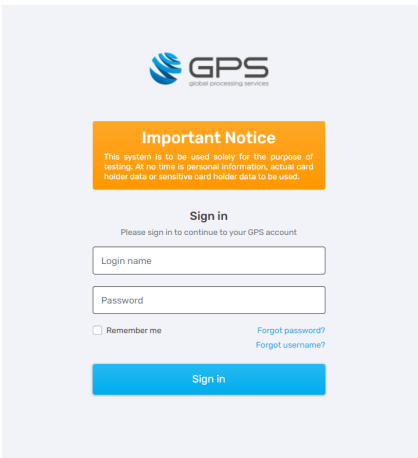 GPS
global processing services
Important Notice
This system is to be used solely for the purpose of
testing. At no time is personal information, actual card
holder data or sensitive card holder data to be used.
Sign in
Please sign in to continue to your GPS account
Login name
Password
Remember me
Forgot password?
Forgot username?
Sign in